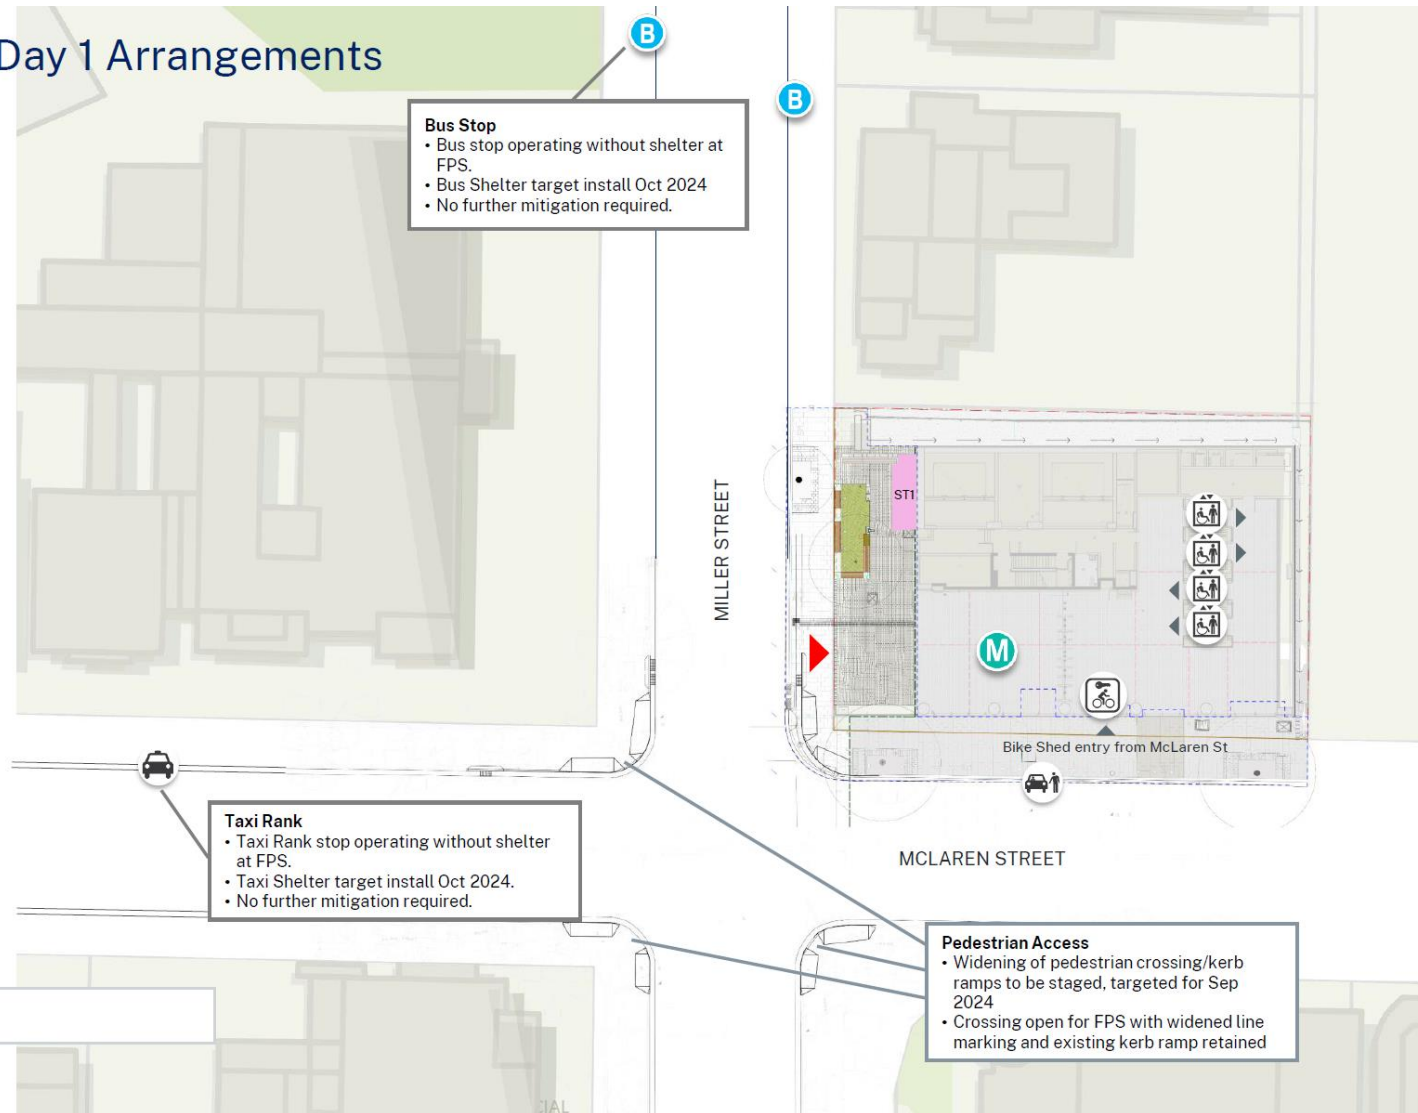 Day 1 Arrangements
B
B
Bus Stop
• Bus stop operating without shelter at
FPS.
• Bus Shelter target install Oct 2024
• No further mitigation required.
ST1
MILLER STREET
M
Bike Shed entry from McLaren St
Taxi Rank
• Taxi Rank stop operating without shelter
at FPS.
• Taxi Shelter target install Oct 2024.
• No further mitigation required.
MCLAREN STREET
Pedestrian Access
• Widening of pedestrian crossing/kerb
ramps to be staged, targeted for Sep
2024
• Crossing open for FPS with widened line
marking and existing kerb ramp retained
IAL